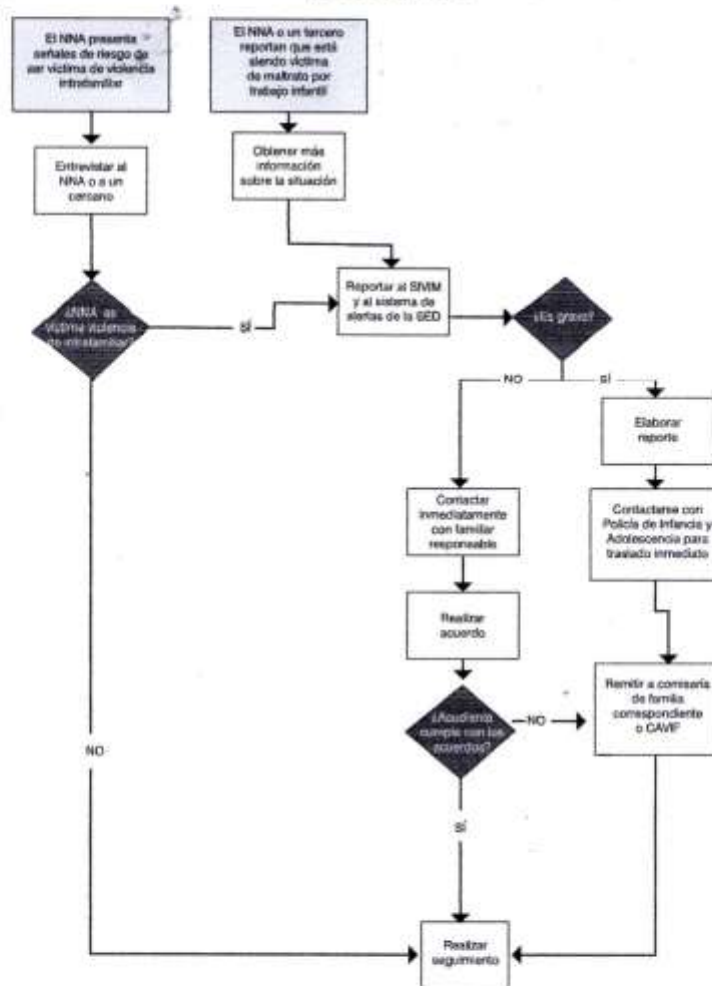 El NNA presenta
señales de riesgo de
ser víctima de violencia
intrafamiliar
El NNA o un tercero
reportan que está
siendo víctima
de maltrato por
trabajo infantil
Entrevistar al
NNA o a un
cercano
Obtener más
información
sobre la situación
¿NNA es
víctima violencia
de intrafamiliar?
SÍ
Reportar al SIVIM
y al sistema de
alertas de la SED
¿Es grave?
NO
SÍ
Elaborar
reporte
Contactar
inmediatamente
con familiar
responsable
Contactarse con
Policía de Infancia y
Adolescencia para
traslado inmediato
Realizar
acuerdo
¿Acudiente
cumple con los
acuerdos?
NO
Remitir a comisaría
de familia
correspondiente
o CAVIF
NO
SÍ
Realizar
seguimiento